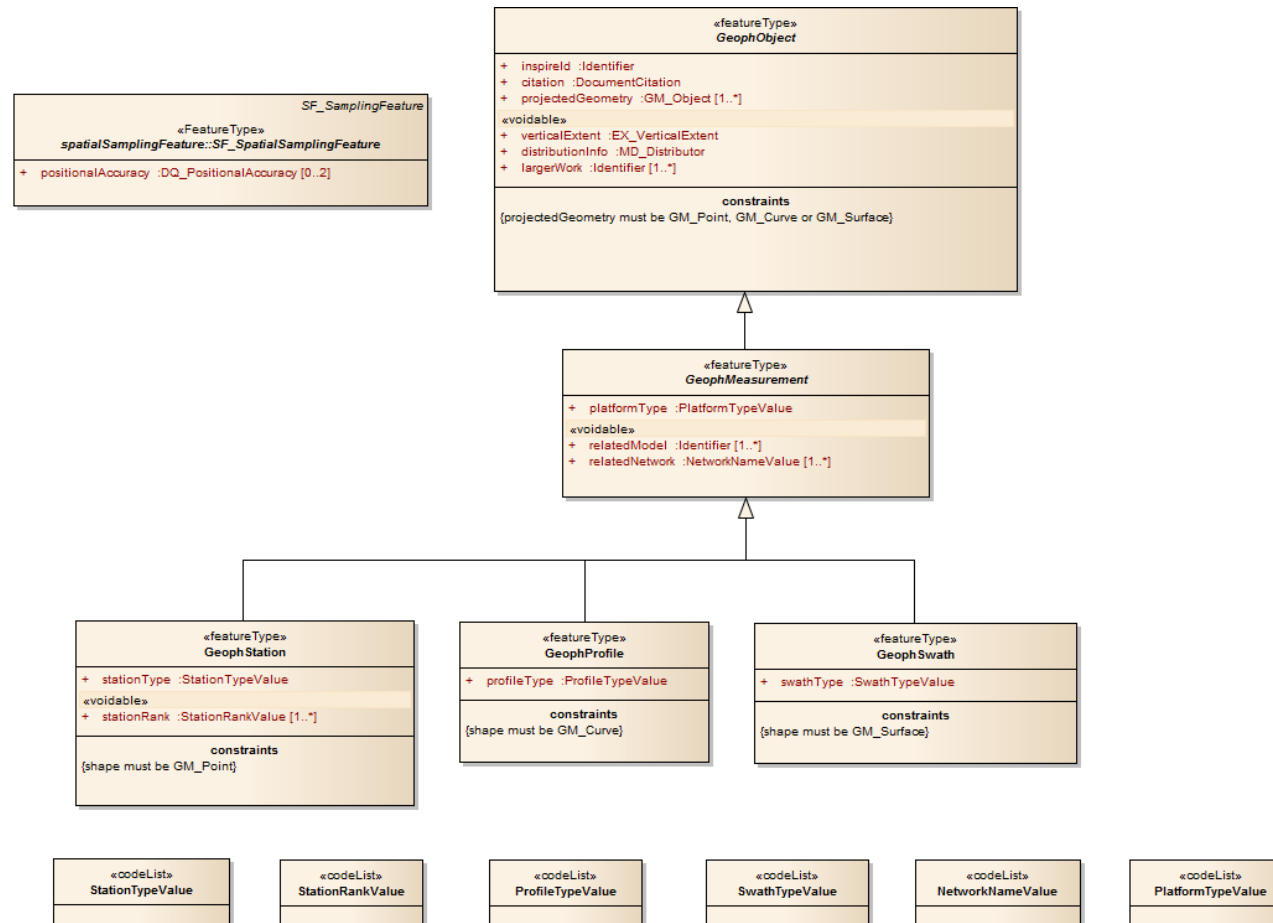 «featureType»
GeophObject
+ inspireId :Identifier
+ citation :DocumentCitation
+ projectedGeometry :GM_Object [1..*]
«voidable»
+ verticalExtent :EX_VerticalExtent
+ distributionInfo :MD_Distributor
+ largerWork :Identifier [1..*]
constraints
{projectedGeometry must be GM_Point, GM_Curve or GM_Surface}
SF_SamplingFeature
«FeatureType»
spatialSamplingFeature::SF_SpatialSamplingFeature
+ positionalAccuracy :DQ_PositionalAccuracy [0..2]
«featureType»
GeophMeasurement
+ platformType :PlatformTypeValue
«voidable»
+ relatedModel :Identifier [1..*]
+ relatedNetwork :NetworkNameValue [1..*]
«featureType»
GeophStation
+ stationType :StationTypeValue
«voidable»
+ stationRank :StationRankValue [1..*]
constraints
{shape must be GM_Point}
«featureType»
GeophProfile
+ profileType :ProfileTypeValue
constraints
{shape must be GM_Curve}
«featureType»
GeophSwath
+ swathType :SwathTypeValue
constraints
{shape must be GM_Surface}
«codeList»
StationTypeValue
«codeList»
StationRankValue
«codeList»
ProfileTypeValue
«codeList»
SwathTypeValue
«codeList»
NetworkNameValue
«codeList»
PlatformTypeValue